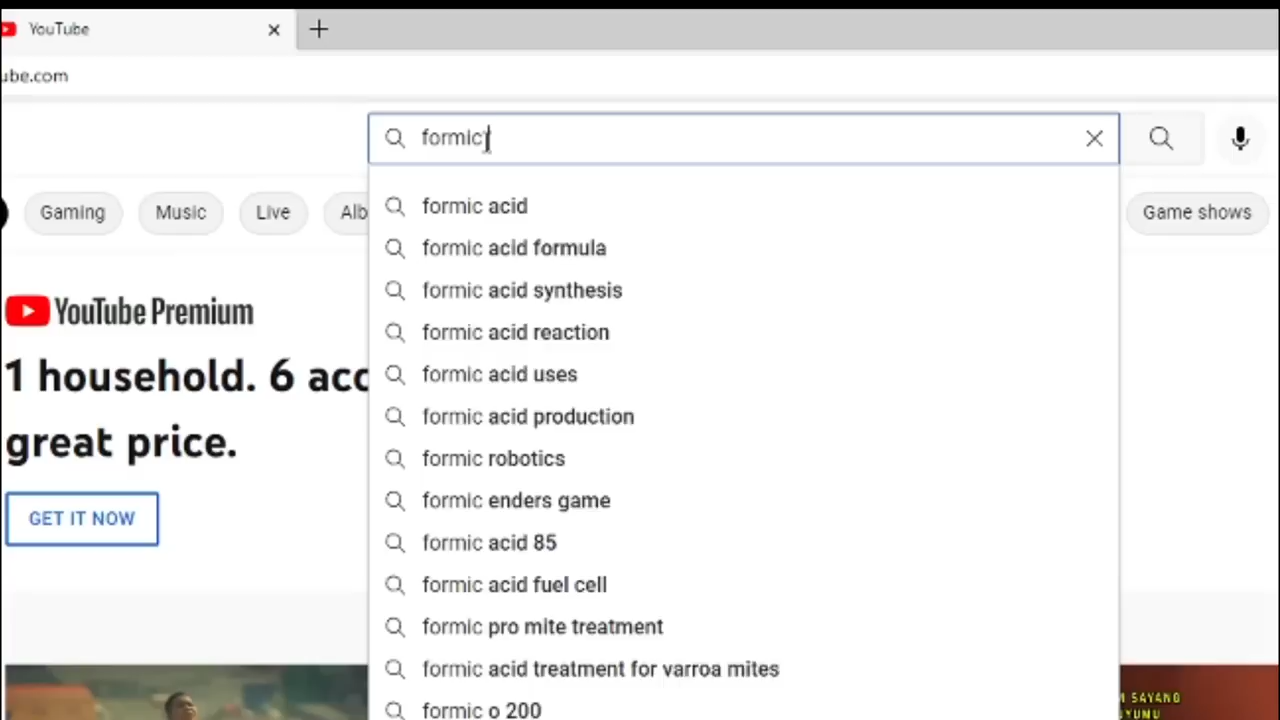 YouTube
ube.com
formic
Gaming
Music
Live
Alb
Game shows
formic acid
formic acid formula
formic acid synthesis
formic acid reaction
formic acid uses
formic acid production
formic robotics
formic enders game
formic acid 85
formic acid fuel cell
formic pro mite treatment
formic acid treatment for varroa mites
formic o 200
YouTube Premium
1 household. 6 acc
great price.
GET IT NOW
SAYANG